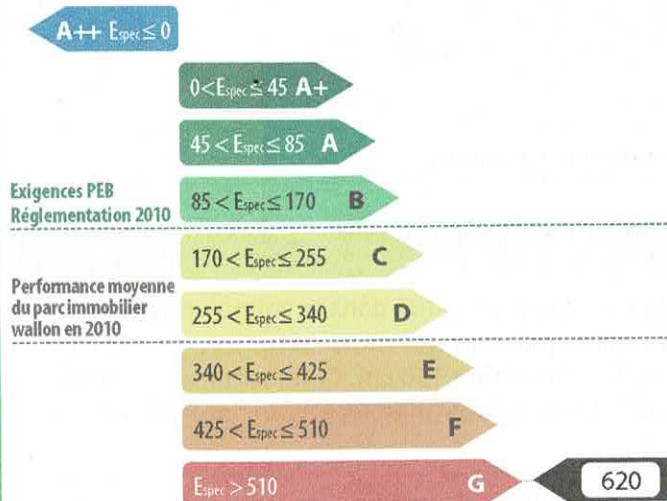 A++ Espec ≤ 0
0 < Espec ≤ 45 A+
45 < Espec ≤ 85 A
Exigences PEB
Réglementation 2010
85 < Espec ≤ 170 B
170 < Espec ≤ 255 C
Performance moyenne
du parc immobilier
wallon en 2010
255 < Espec ≤ 340 D
340 < Espec ≤ 425 E
425 < Espec ≤ 510 F
Espec > 510 G
620